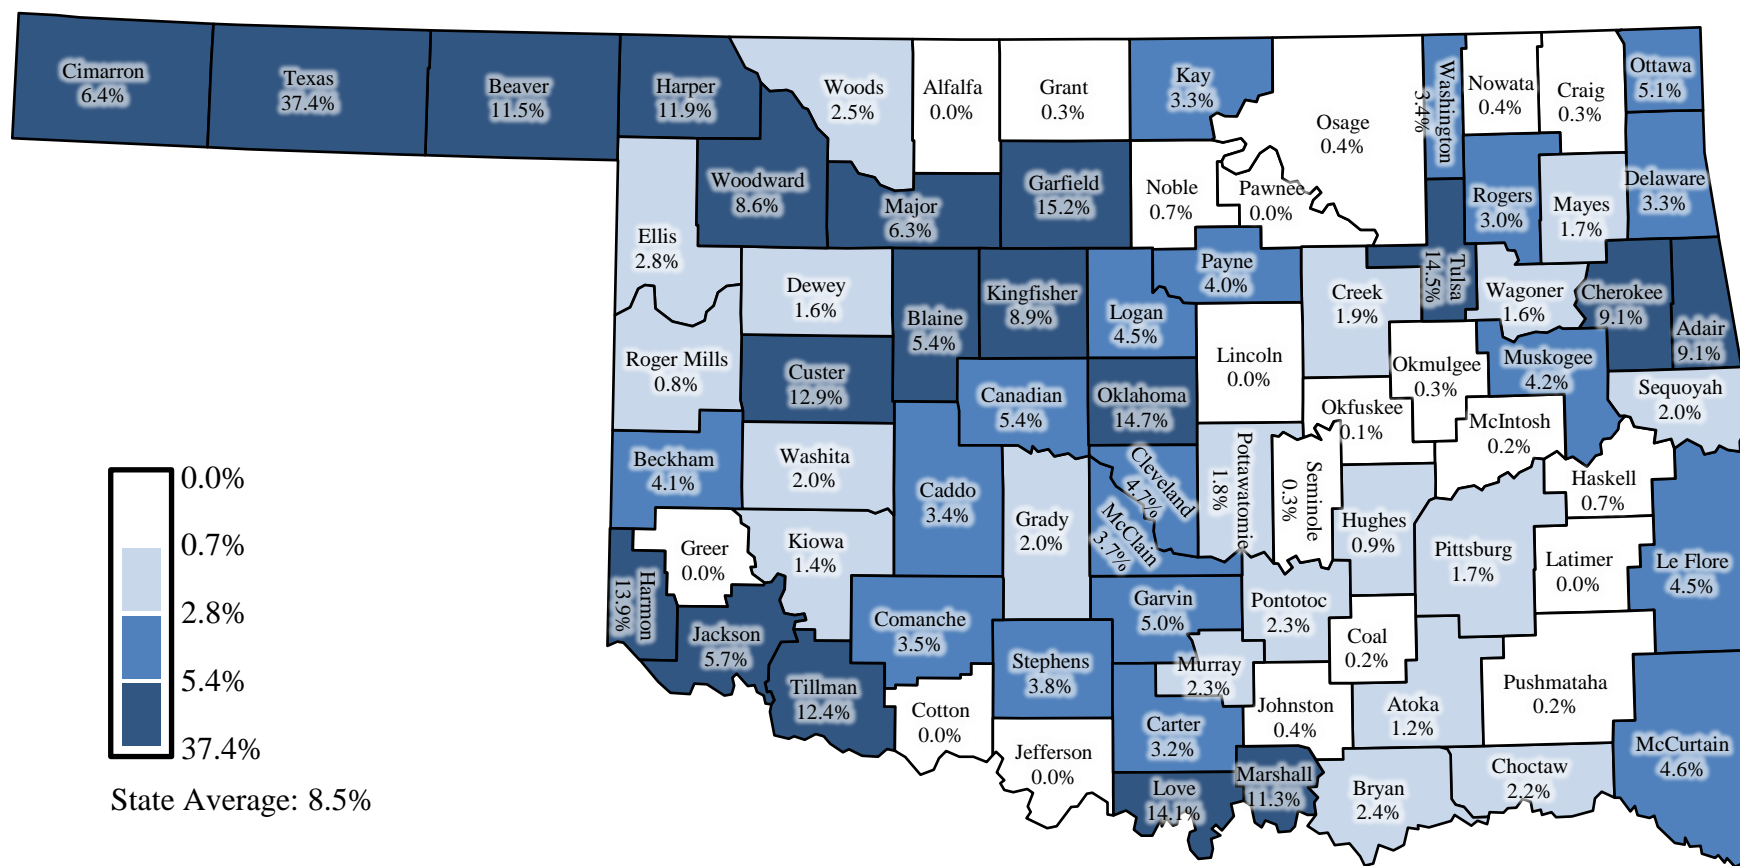 Cimarron
6.4%
Texas
37.4%
Beaver
11.5%
Harper
11.9%
Woods
2.5%
Alfalfa
0.0%
Grant
0.3%
Kay
3.3%
Osage
0.4%
Washington
3.4%
Nowata
0.4%
Craig
0.3%
Ottawa
5.1%
Woodward
8.6%
Major
6.3%
Garfield
15.2%
Noble
0.7%
Pawnee
0.0%
Rogers
3.0%
Mayes
1.7%
Delaware
3.3%
Ellis
2.8%
Dewey
1.6%
Blaine
5.4%
Kingfisher
8.9%
Logan
4.5%
Payne
4.0%
Creek
1.9%
Tulsa
14.5%
Wagoner
1.6%
Cherokee
9.1%
Adair
9.1%
Roger Mills
0.8%
Custer
12.9%
Canadian
5.4%
Oklahoma
14.7%
Lincoln
0.0%
Okmulgee
0.3%
Muskogee
4.2%
Sequoyah
2.0%
Okfuskee
0.1%
McIntosh
0.2%
Beckham
4.1%
Washita
2.0%
Caddo
3.4%
Grady
2.0%
Cleveland
4.7%
McClain
3.7%
Pottawatomie
1.8%
Seminole
0.3%
Hughes
0.9%
Haskell
0.7%
Pittsburg
1.7%
Latimer
0.0%
Le Flore
4.5%
Greer
0.0%
Kiowa
1.4%
Harmon
13.9%
Jackson
5.7%
Comanche
3.5%
Garvin
5.0%
Pontotoc
2.3%
Coal
0.2%
Tillman
12.4%
Stephens
3.8%
Murray
2.3%
Cotton
0.0%
Carter
3.2%
Johnston
0.4%
Atoka
1.2%
Pushmataha
0.2%
Jefferson
0.0%
Love
14.1%
Marshall
11.3%
Bryan
2.4%
Choctaw
2.2%
McCurtain
4.6%
0.0%
0.7%
2.8%
5.4%
37.4%
State Average: 8.5%